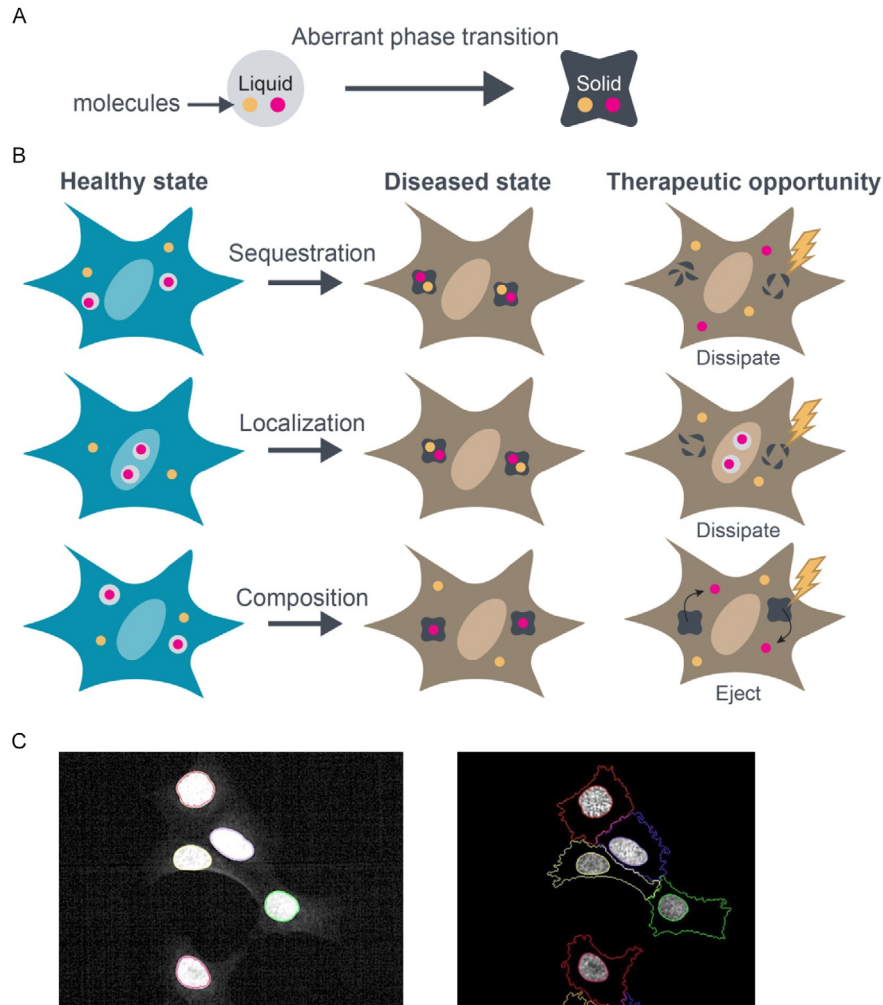 A
Aberrant phase transition
Liquid
Solid
molecules
B
Healthy state
Diseased state
Therapeutic opportunity
Sequestration
Dissipate
Localization
Dissipate
Composition
Eject
C